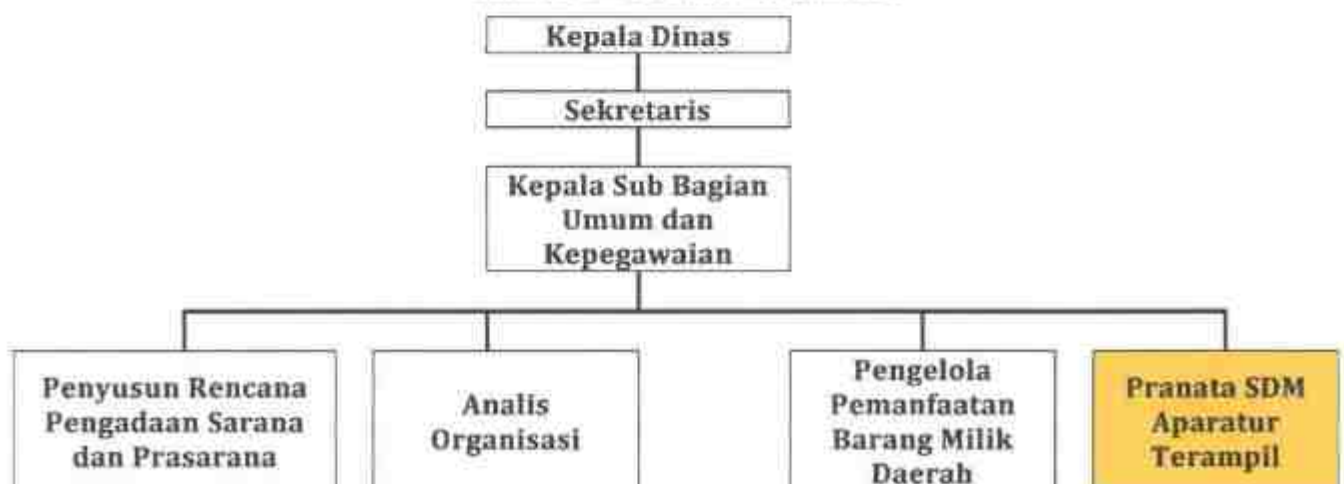 Kepala Dinas
Sekretaris
Kepala Sub Bagian
Umum dan
Kepegawaian
Penyusun Rencana
Pengadaan Sarana
dan Prasarana
Analis
Organisasi
Pengelola
Pemanfaatan
Barang Milik
Daerah
Pranata SDM
Aparatur
Terampil